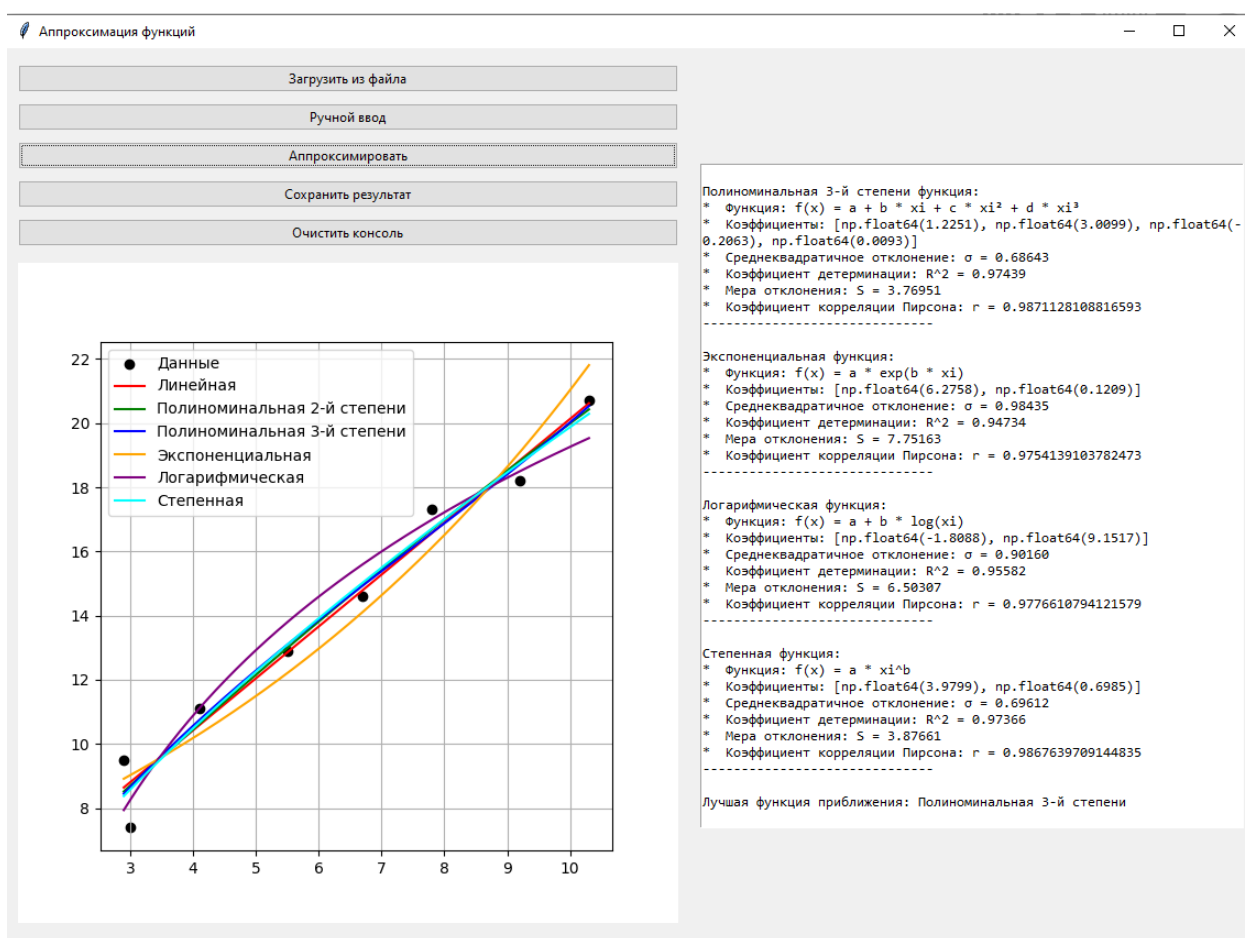 Аппроксимация функций
Загрузить из файла
Ручной ввод
Аппроксимировать
Сохранить результат
Очистить консоль
22
20
18
16
14
12
10
8
3 4 5 6 7 8 9 10
Данные
Линейная
Полиноминальная 2-й степени
Полиноминальная 3-й степени
Экспоненциальная
Логарифмическая
Степенная
Полиноминальная 3-й степени функция:
* Функция: f(x) = a + b * xi + c * xi² + d * xi³
* Коэффициенты: [np.float64(1.2251), np.float64(3.0099), np.float64(-
0.2063), np.float64(0.0093)]
* Среднеквадратичное отклонение: σ = 0.68643
* Коэффициент детерминации: R^2 = 0.97439
* Мера отклонения: S = 3.76951
* Коэффициент корреляции Пирсона: r = 0.9871128108816593
------------------------------
Экспоненциальная функция:
* Функция: f(x) = a * exp(b * xi)
* Коэффициенты: [np.float64(6.2758), np.float64(0.1209)]
* Среднеквадратичное отклонение: σ = 0.98435
* Коэффициент детерминации: R^2 = 0.94734
* Мера отклонения: S = 7.75163
* Коэффициент корреляции Пирсона: r = 0.9754139103782473
------------------------------
Логарифмическая функция:
* Функция: f(x) = a + b * log(xi)
* Коэффициенты: [np.float64(-1.8088), np.float64(9.1517)]
* Среднеквадратичное отклонение: σ = 0.90160
* Коэффициент детерминации: R^2 = 0.95582
* Мера отклонения: S = 6.50307
* Коэффициент корреляции Пирсона: r = 0.9776610794121579
------------------------------
Степенная функция:
* Функция: f(x) = a * xi^b
* Коэффициенты: [np.float64(3.9799), np.float64(0.6985)]
* Среднеквадратичное отклонение: σ = 0.69612
* Коэффициент детерминации: R^2 = 0.97366
* Мера отклонения: S = 3.87661
* Коэффициент корреляции Пирсона: r = 0.9867639709144835
------------------------------
Лучшая функция приближения: Полиноминальная 3-й степени